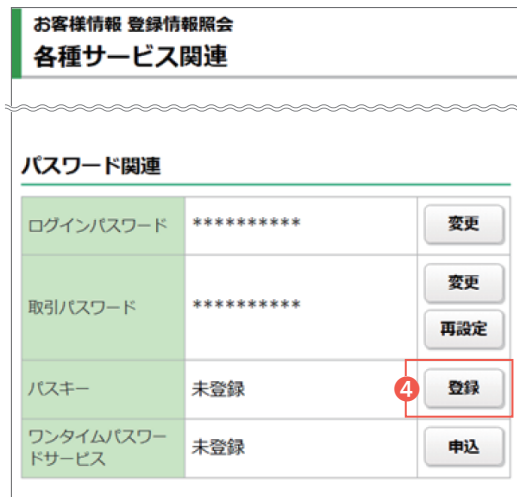 お客様情報 登録情報照会
各種サービス関連
パスワード関連
ログインパスワード
**********
変更
取引パスワード
**********
変更
再設定
パスキー
未登録
4
登録
ワンタイムパスワー
ドサービス
未登録
申込